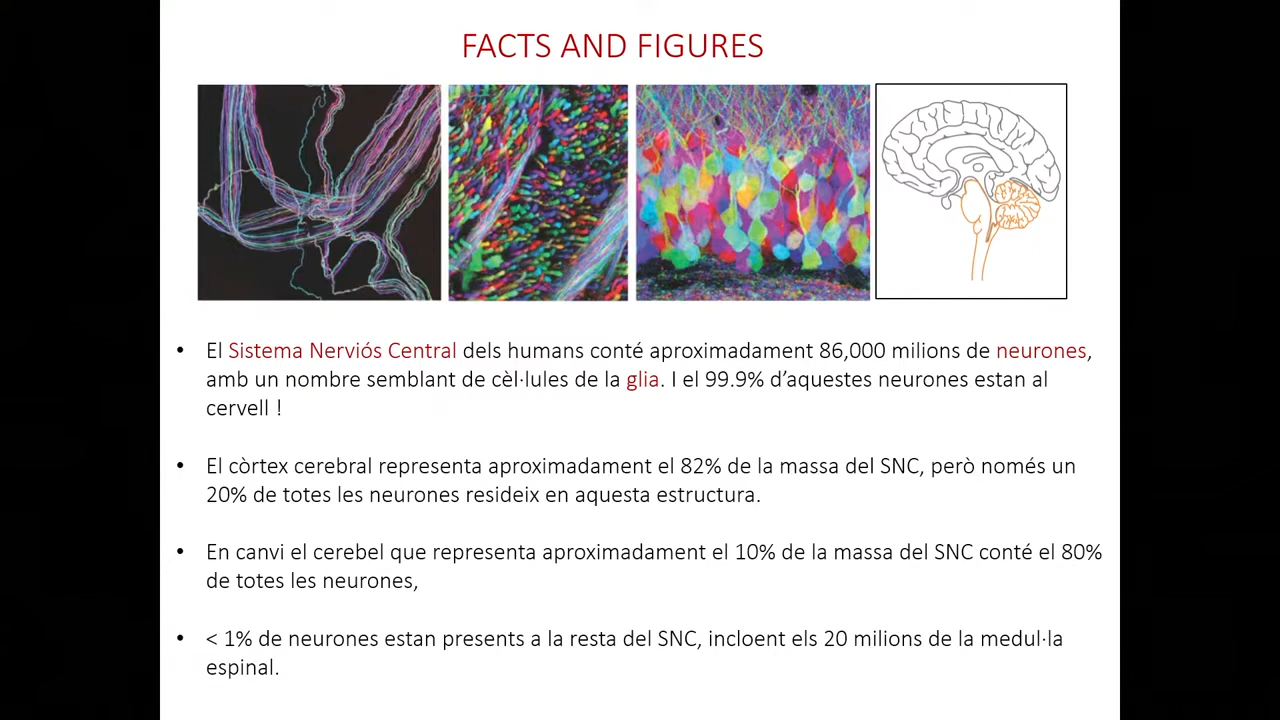 FACTS AND FIGURES
• El Sistema Nerviós Central dels humans conté aproximadament 86,000 milions de neurones,
amb un nombre semblant de cèl·lules de la glia. I el 99.9% d’aquestes neurones estan al
cervell !
• El còrtex cerebral representa aproximadament el 82% de la massa del SNC, però només un
20% de totes les neurones resideix en aquesta estructura.
• En canvi el cerebel que representa aproximadament el 10% de la massa del SNC conté el 80%
de totes les neurones,
• < 1% de neurones estan presents a la resta del SNC, incloent els 20 milions de la medul·la
espinal.